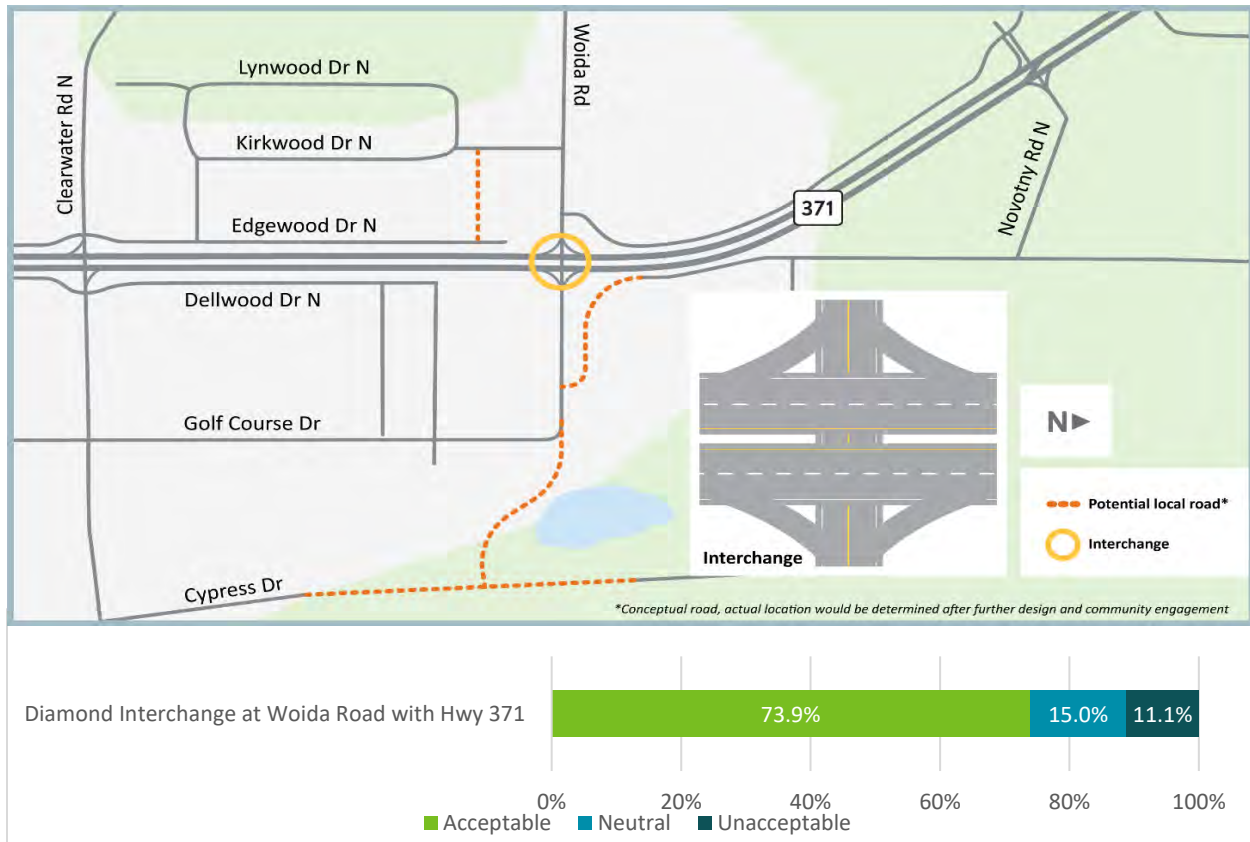 Lynwood Dr N
Kirkwood Dr N
Edgewood Dr N
Clearwater Rd N
Woida Rd
371
Novotny Rd N
Dellwood Dr N
Golf Course Dr
Cypress Dr
Interchange
N
Potential local road*
Interchange
*Conceptual road, actual location would be determined after further design and community engagement
Diamond Interchange at Woida Road with Hwy 371
73.9% 15.0% 11.1%
0% 20% 40% 60% 80% 100%
Acceptable Neutral Unacceptable